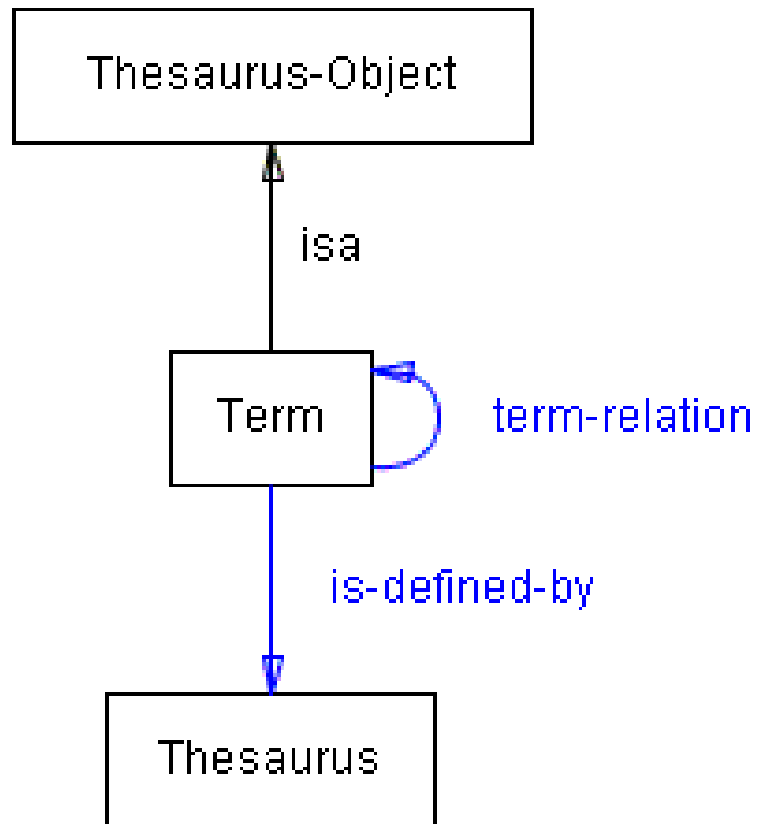 Thesaurus-Object
isa
Term
term-relation
is-defined-by
Thesaurus